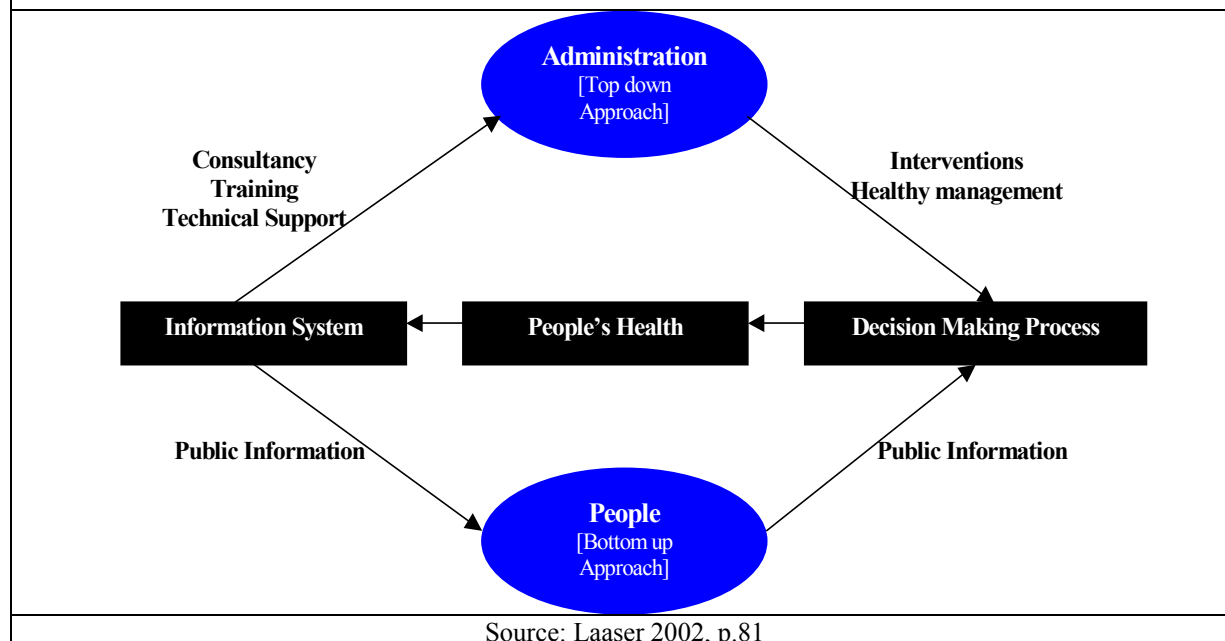 Administration
[Top down
Approach]
Consultancy
Training
Technical Support
Interventions
Healthy management
Information System
People’s Health
Decision Making Process
Public Information
Public Information
People
[Bottom up
Approach]
Source: Laaser 2002, p.81